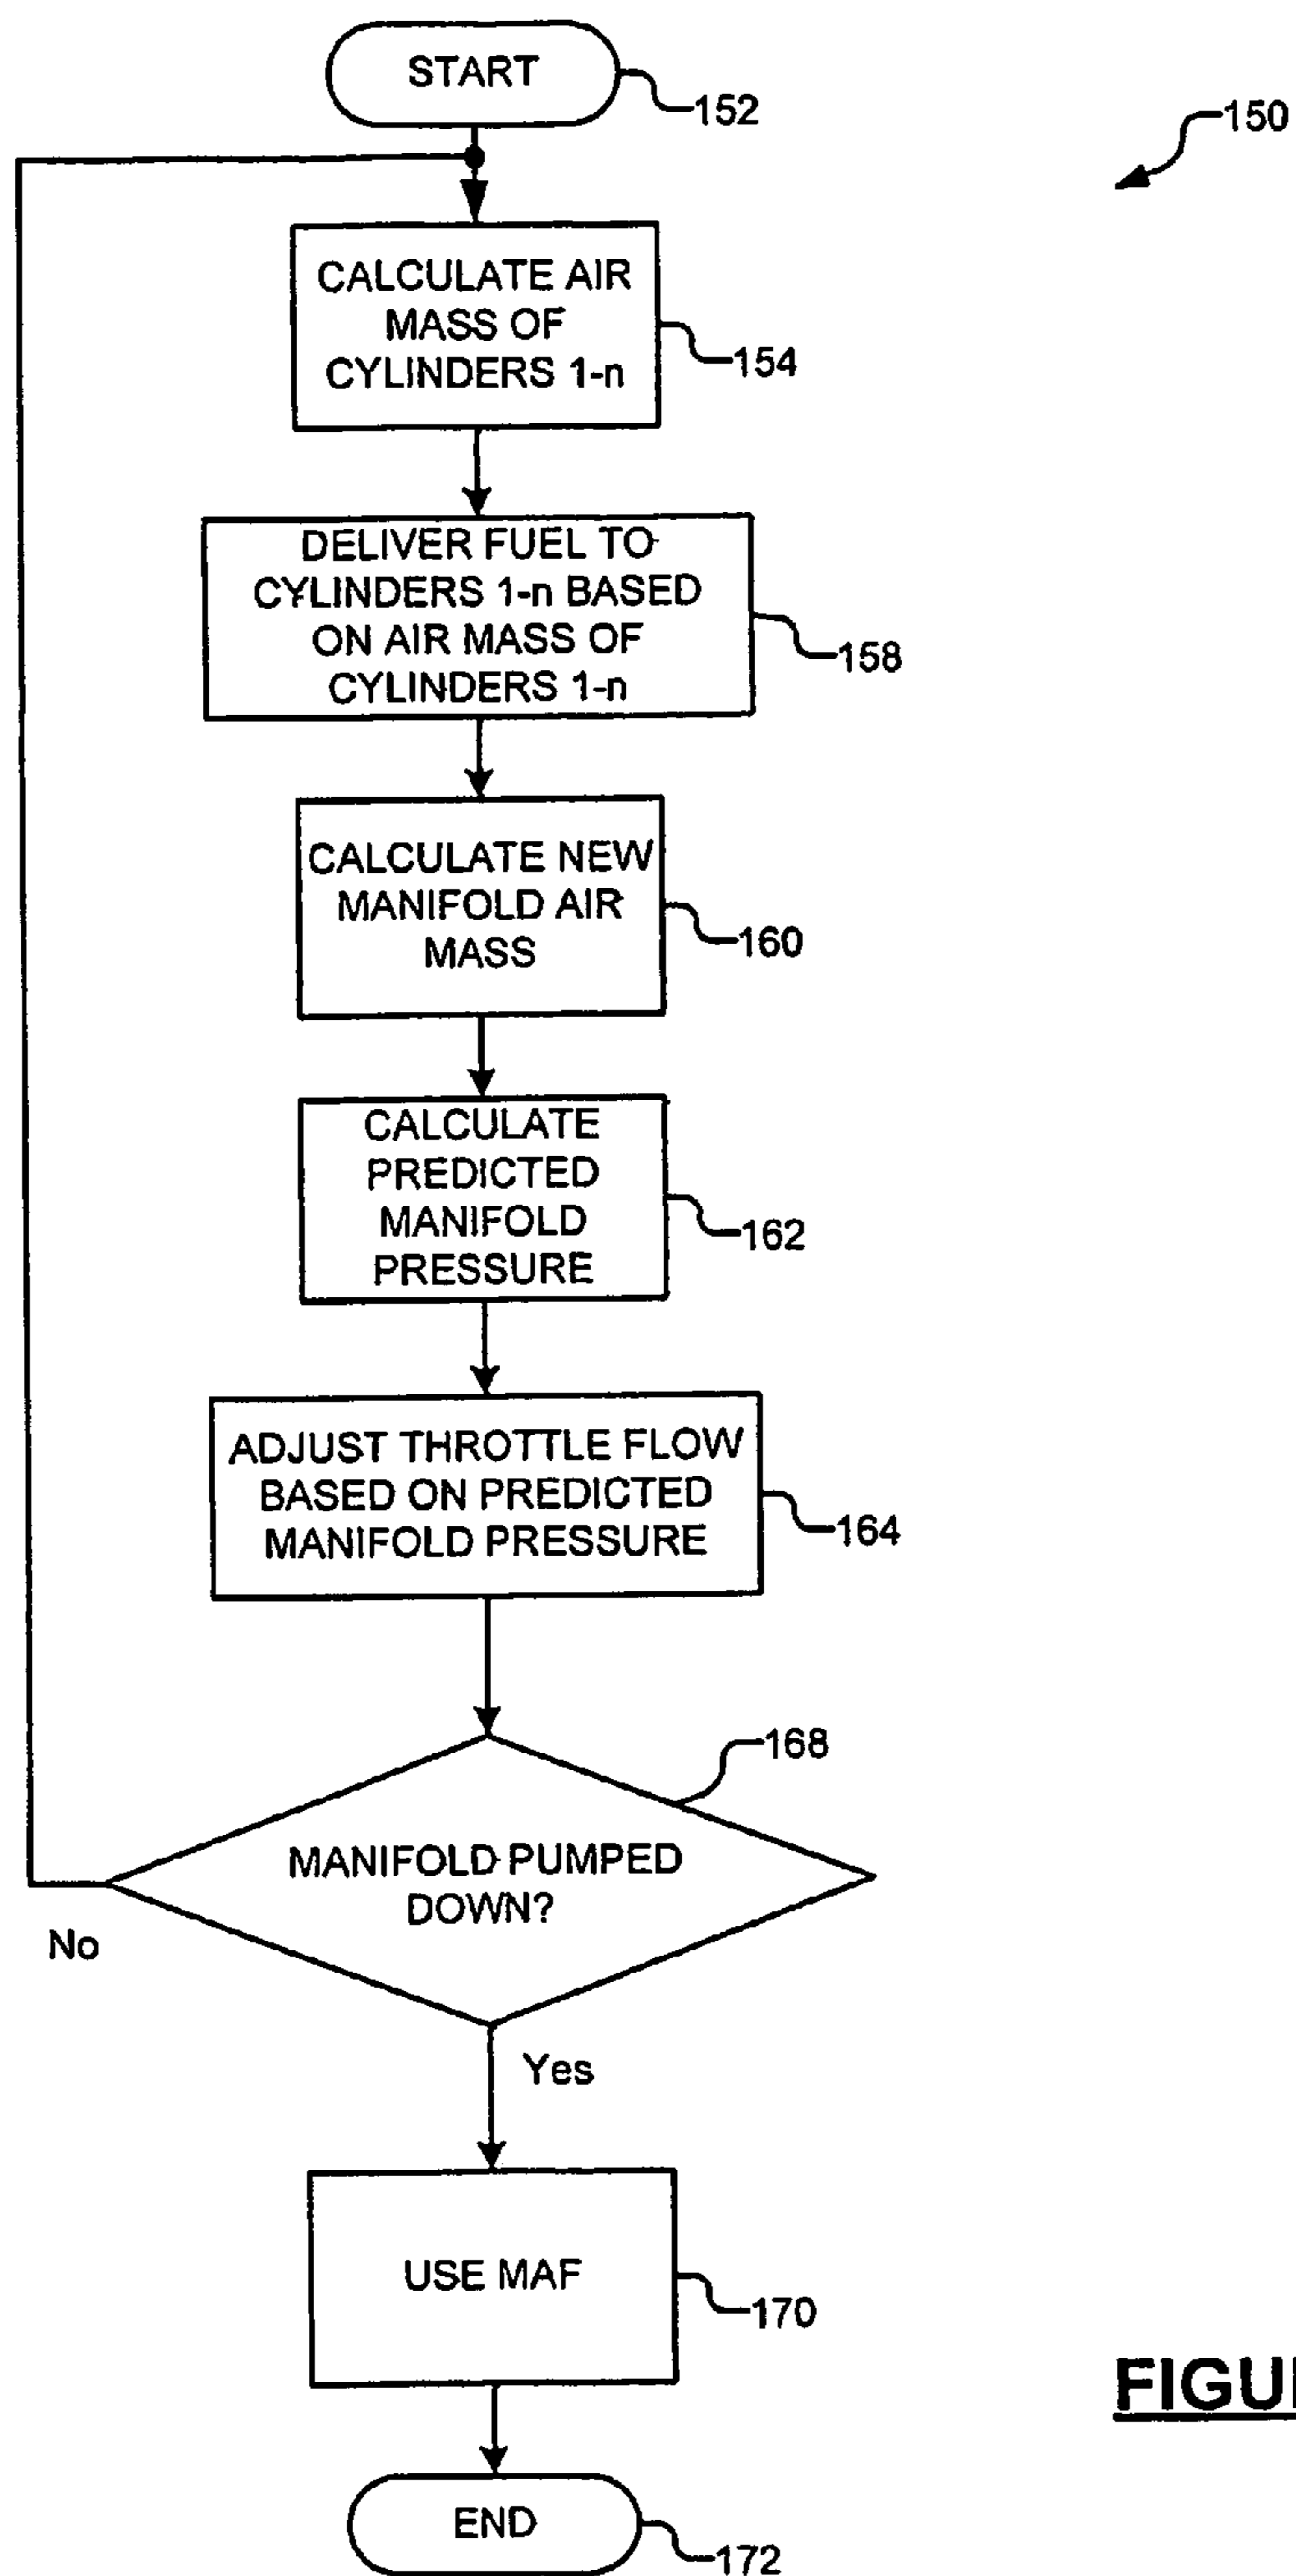 START
152
150
CALCULATE AIR
MASS OF
CYLINDERS 1-n
154
DELIVER FUEL TO
CYLINDERS 1-n BASED
ON AIR MASS OF
CYLINDERS 1-n
158
CALCULATE NEW
MANIFOLD AIR
MASS
160
CALCULATE
PREDICTED
MANIFOLD
PRESSURE
162
ADJUST THROTTLE FLOW
BASED ON PREDICTED
MANIFOLD PRESSURE
164
168
MANIFOLD PUMPED
DOWN?
No
Yes
USE MAF
170
END
172